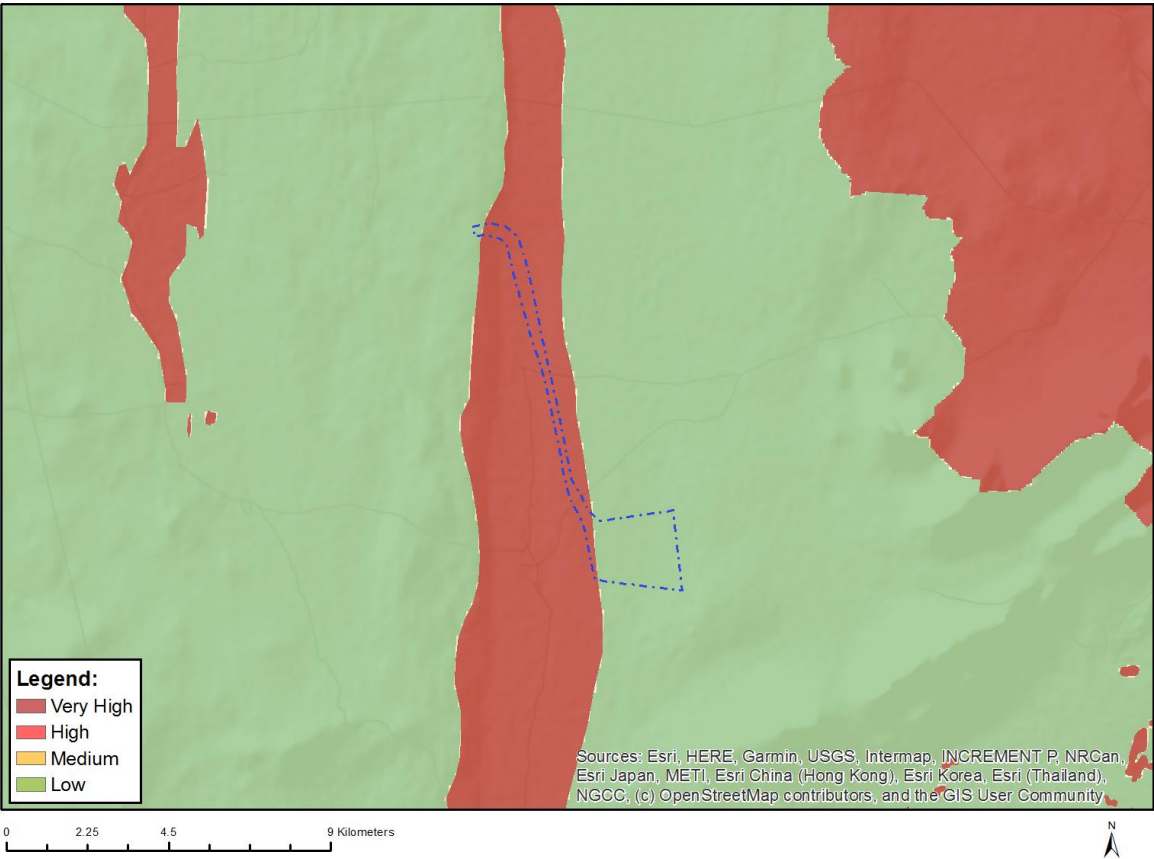 Legend:
Very High
High
Medium
Low
Sources: Esri, HERE, Garmin, USGS, Intermap, INCREMENT P, NRCan,
Esri Japan, METI, Esri China (Hong Kong), Esri Korea, Esri (Thailand),
NGCC, (c) OpenStreetMap contributors, and the GIS User Community
0 2.25 4.5 9 Kilometers
N